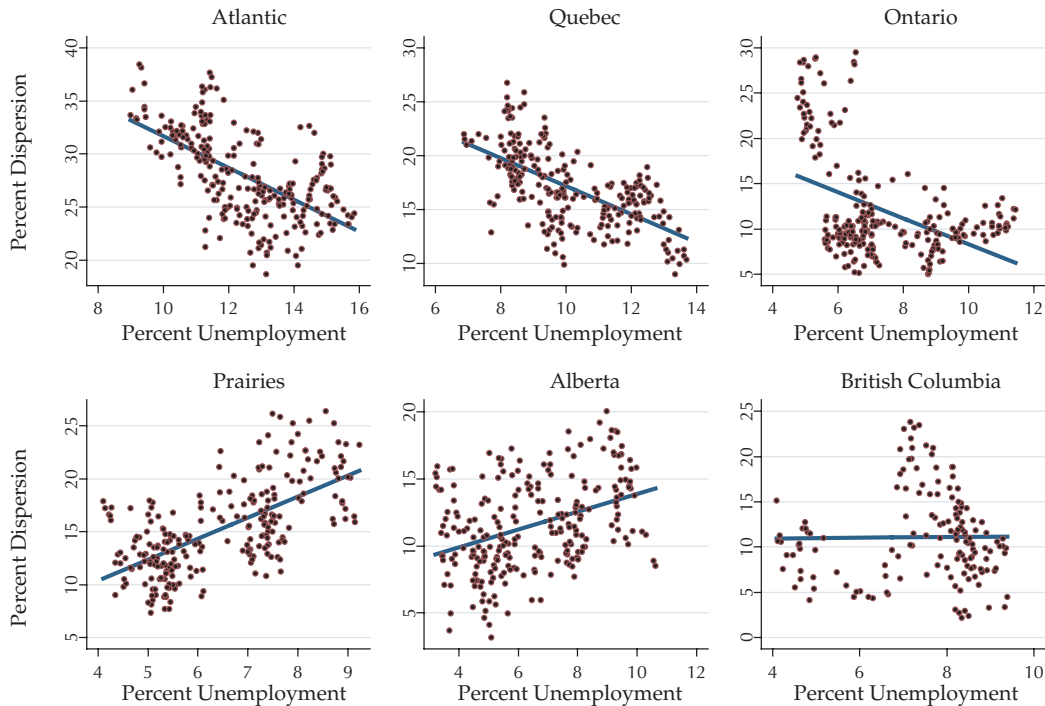 Atlantic Quebec Ontario
Percent Dispersion
40
35
30
25
20
8 10 12 14 16
Percent Unemployment
30
20
10
6 8 10 12 14
Percent Unemployment
30
25
20
15
10
5
4 6 8 10 12
Percent Unemployment
Prairies Alberta British Columbia
Percent Dispersion
25
20
15
10
5
4 5 6 7 8 9
Percent Unemployment
20
15
10
5
4 6 8 10 12
Percent Unemployment
25
20
15
10
5
0
4 6 8 10
Percent Unemployment